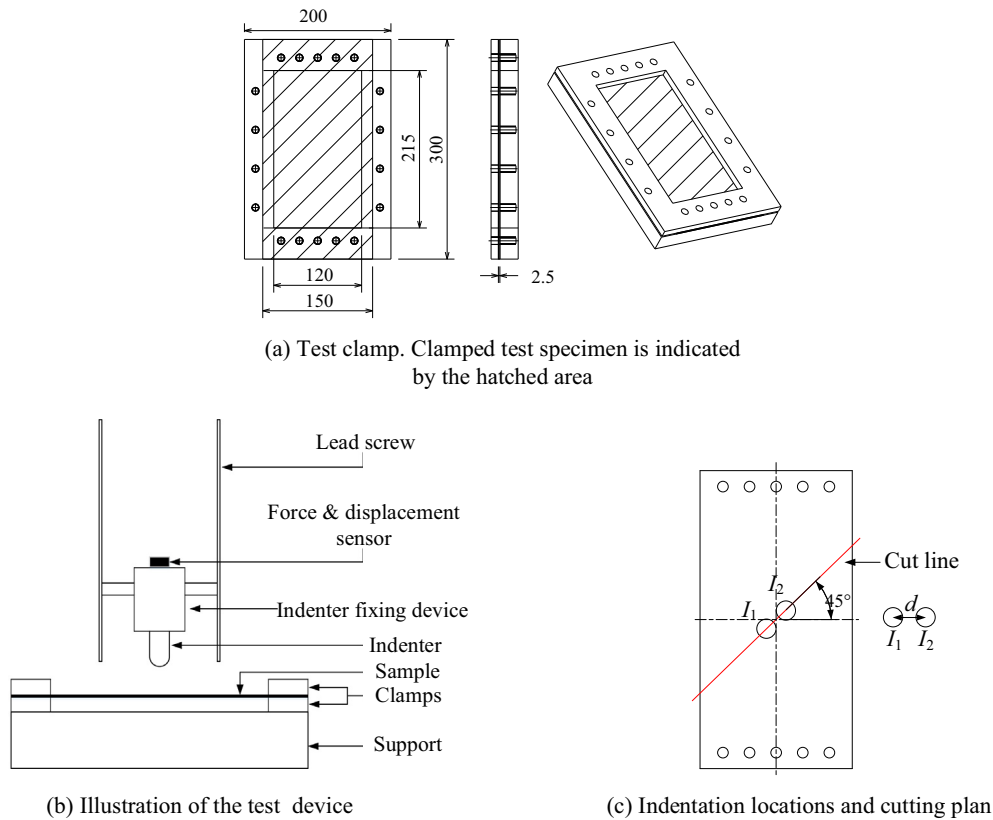 200
215
300
120
150
2.5
(a) Test clamp. Clamped test specimen is indicated
by the hatched area
Lead screw
Force & displacement
sensor
Indenter fixing device
Indenter
Sample
Clamps
Support
(b) Illustration of the test device
Cut line
I₂
I₁
45°
d
I₁ I₂
(c) Indentation locations and cutting plan